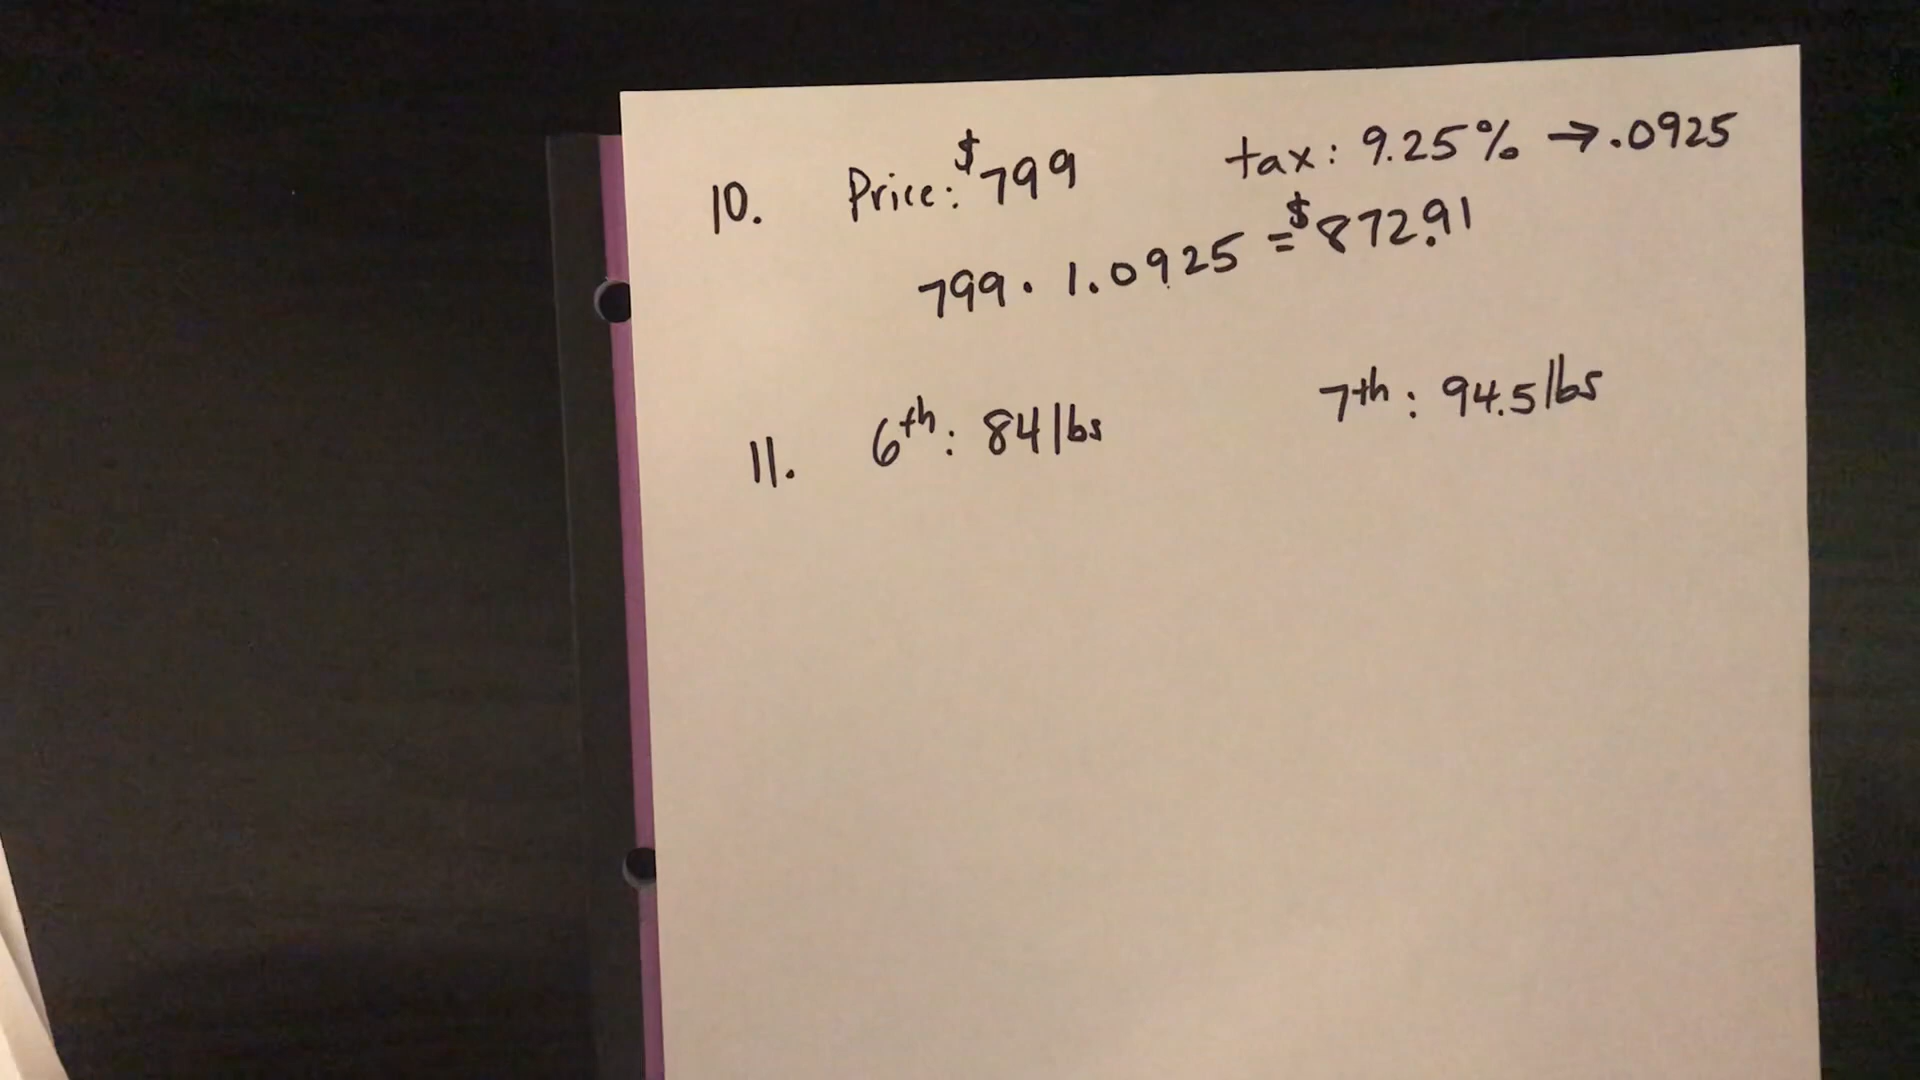 10. Price: $799 tax: 9.25% → .0925
799 · 1.0925 = $872.91
11. 6th: 84 lbs 7th: 94.5 lbs